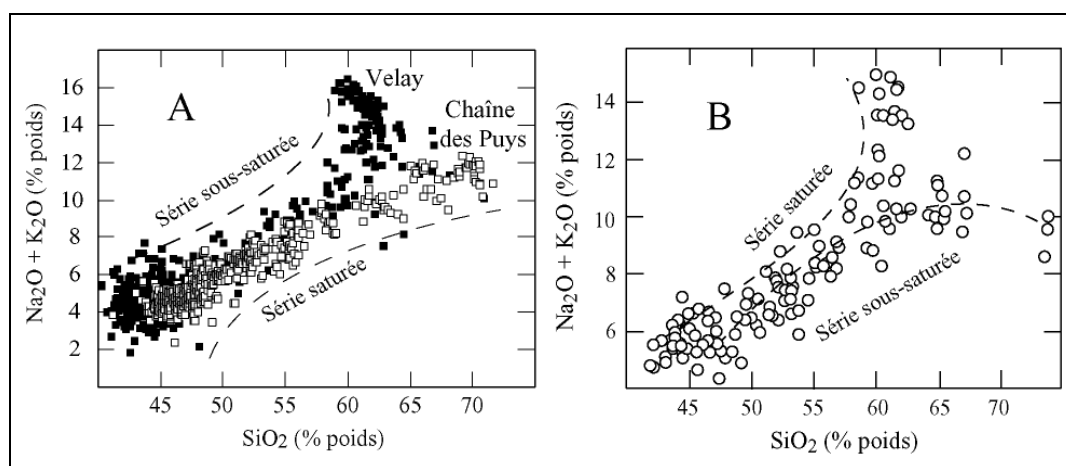 A
Velay
Chaîne
des Puys
Série sous-saturée
Série saturée
Na2O + K2O (% poids)
16
14
12
10
8
6
4
2
45
50
55
60
65
70
SiO2 (% poids)
B
Série saturée
Série sous-saturée
Na2O + K2O (% poids)
14
12
10
8
6
45
50
55
60
65
70
SiO2 (% poids)